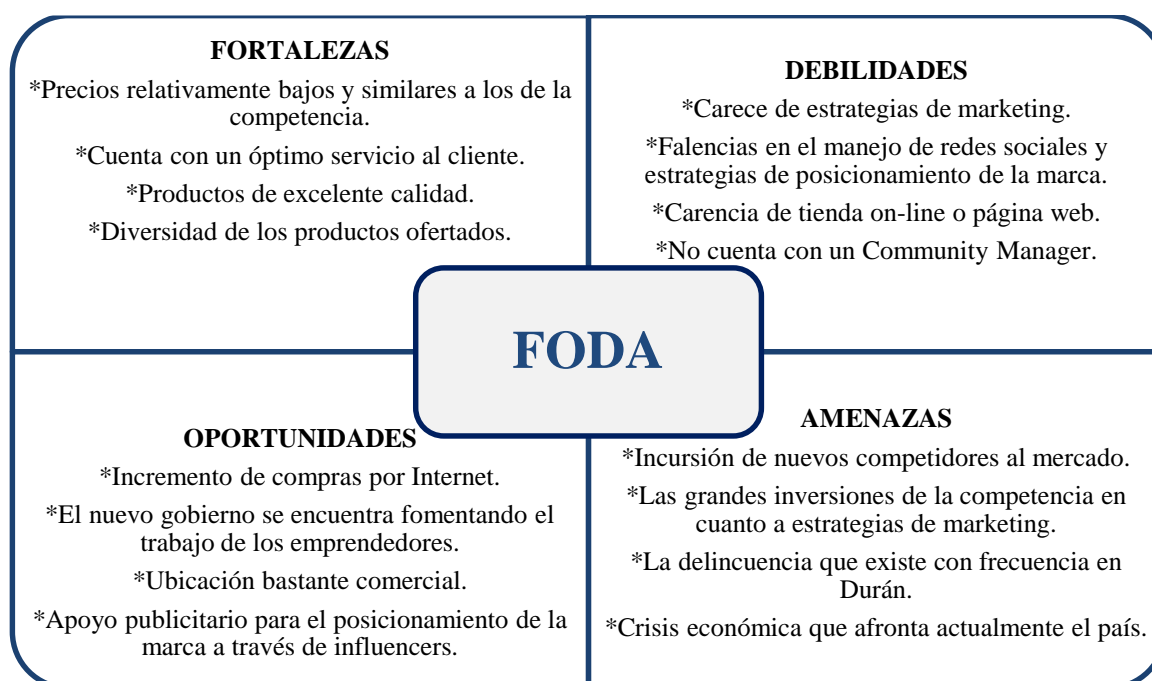 FORTALEZAS
*Precios relativamente bajos y similares a los de la
competencia.
*Cuenta con un óptimo servicio al cliente.
*Productos de excelente calidad.
*Diversidad de los productos ofertados.
DEBILIDADES
*Carece de estrategias de marketing.
*Falencias en el manejo de redes sociales y
estrategias de posicionamiento de la marca.
*Carencia de tienda on-line o página web.
*No cuenta con un Community Manager.
FODA
OPORTUNIDADES
*Incremento de compras por Internet.
*El nuevo gobierno se encuentra fomentando el
trabajo de los emprendedores.
*Ubicación bastante comercial.
*Apoyo publicitario para el posicionamiento de la
marca a través de influencers.
AMENAZAS
*Incursión de nuevos competidores al mercado.
*Las grandes inversiones de la competencia en
cuanto a estrategias de marketing.
*La delincuencia que existe con frecuencia en
Durán.
*Crisis económica que afronta actualmente el país.